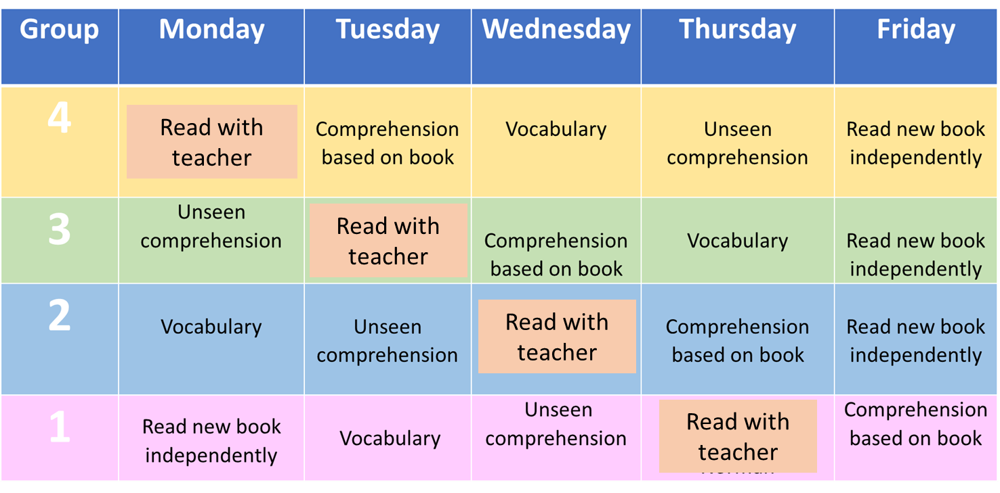 Group Monday Tuesday Wednesday Thursday Friday
4
Read with
teacher
Comprehension
based on book
Vocabulary
Unseen
comprehension
Read new book
independently
3
Unseen
comprehension
Read with
teacher
Comprehension
based on book
Vocabulary
Read new book
independently
2
Vocabulary
Unseen
comprehension
Read with
teacher
Comprehension
based on book
Read new book
independently
1
Read new book
independently
Vocabulary
Unseen
comprehension
Read with
teacher
Comprehension
based on book